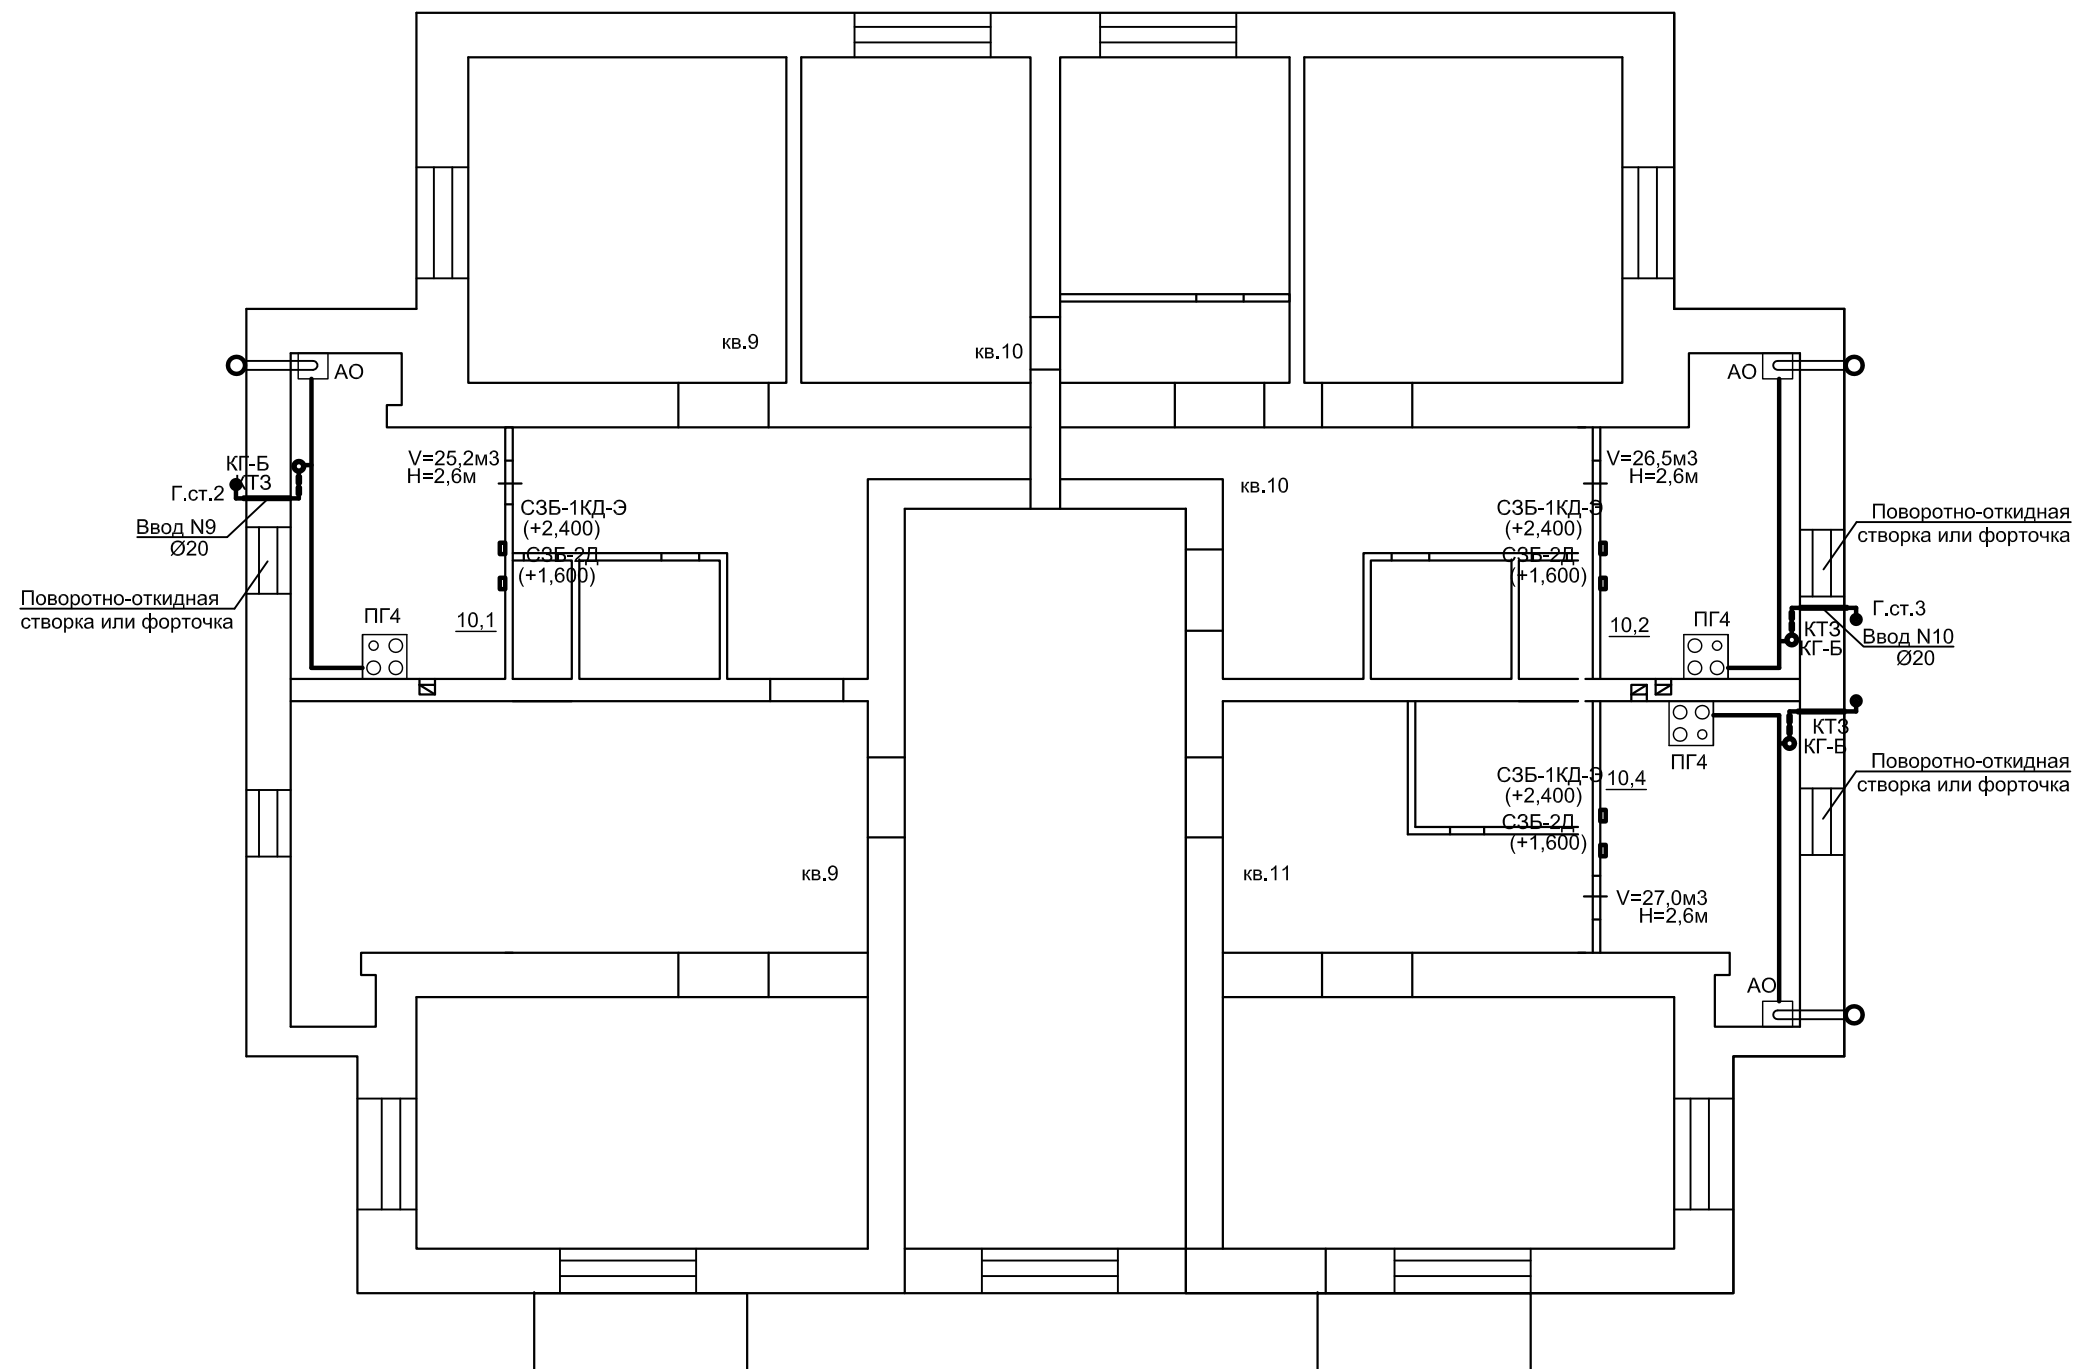 кв.9
кв.10
АО
АО
КГ-Б
КТЗ
Г.ст.2
Ввод N9
Ø20
V=25,2м3
H=2,6м
СЗБ-1КД-Э
(+2,400)
СЗБ-2Д
(+1,600)
кв.10
V=26,5м3
H=2,6м
СЗБ-1КД-Э
(+2,400)
СЗБ-2Д
(+1,600)
Поворотно-откидная
створка или форточка
Поворотно-откидная
створка или форточка
ПГ4
10,1
10,2
ПГ4
Г.ст.3
КТЗ
КГ-Б
Ввод N10
Ø20
КТЗ
КГ-Б
ПГ4
СЗБ-1КД-Э
(+2,400)
10,4
СЗБ-2Д
(+1,600)
Поворотно-откидная
створка или форточка
кв.9
кв.11
V=27,0м3
H=2,6м
АО